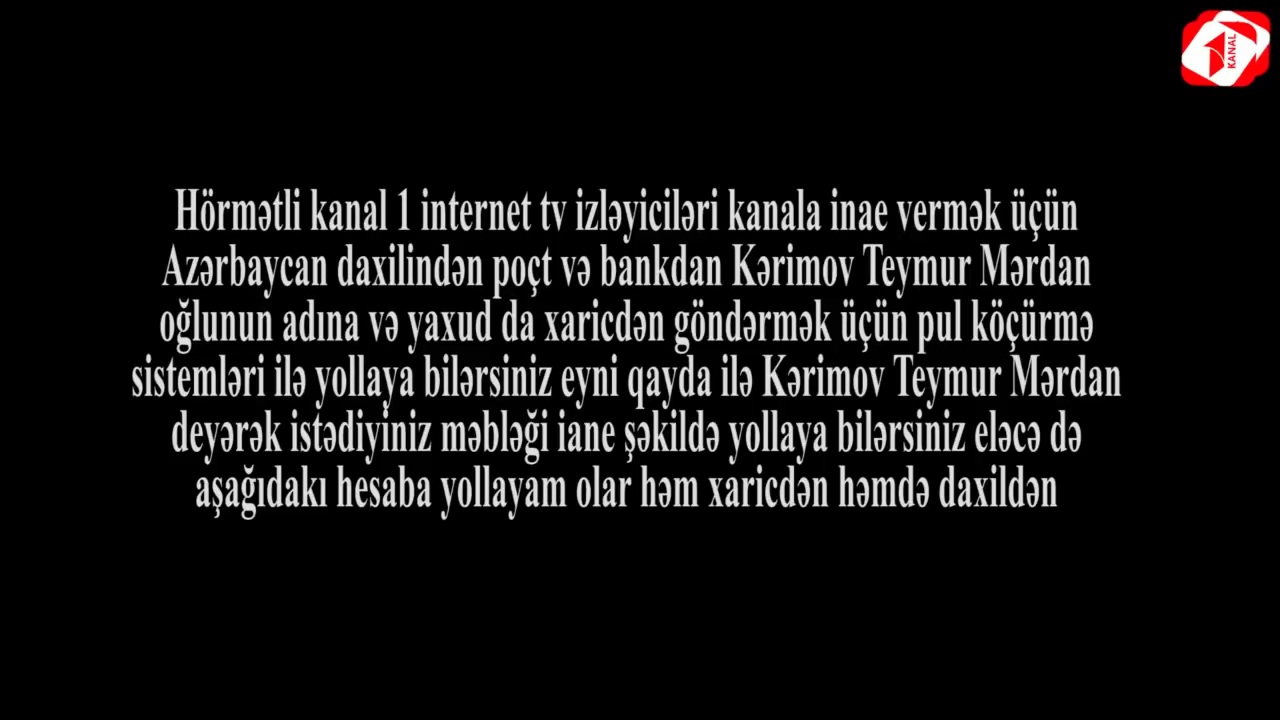 KANAL
Hörmətli kanal 1 internet tv izləyiciləri kanala inae vermək üçün
Azərbaycan daxilindən poçt və bankdan Kərimov Teymur Mərdan
oğlunun adına və yaxud da xaricdən göndərmək üçün pul köçürmə
sistemləri ilə yollaya bilərsiniz eyni qayda ilə Kərimov Teymur Mərdan
deyərək istədiyiniz məbləği iane şəkildə yollaya bilərsiniz eləcə də
aşağıdakı hesaba yollayam olar həm xaricdən həmdə daxildən